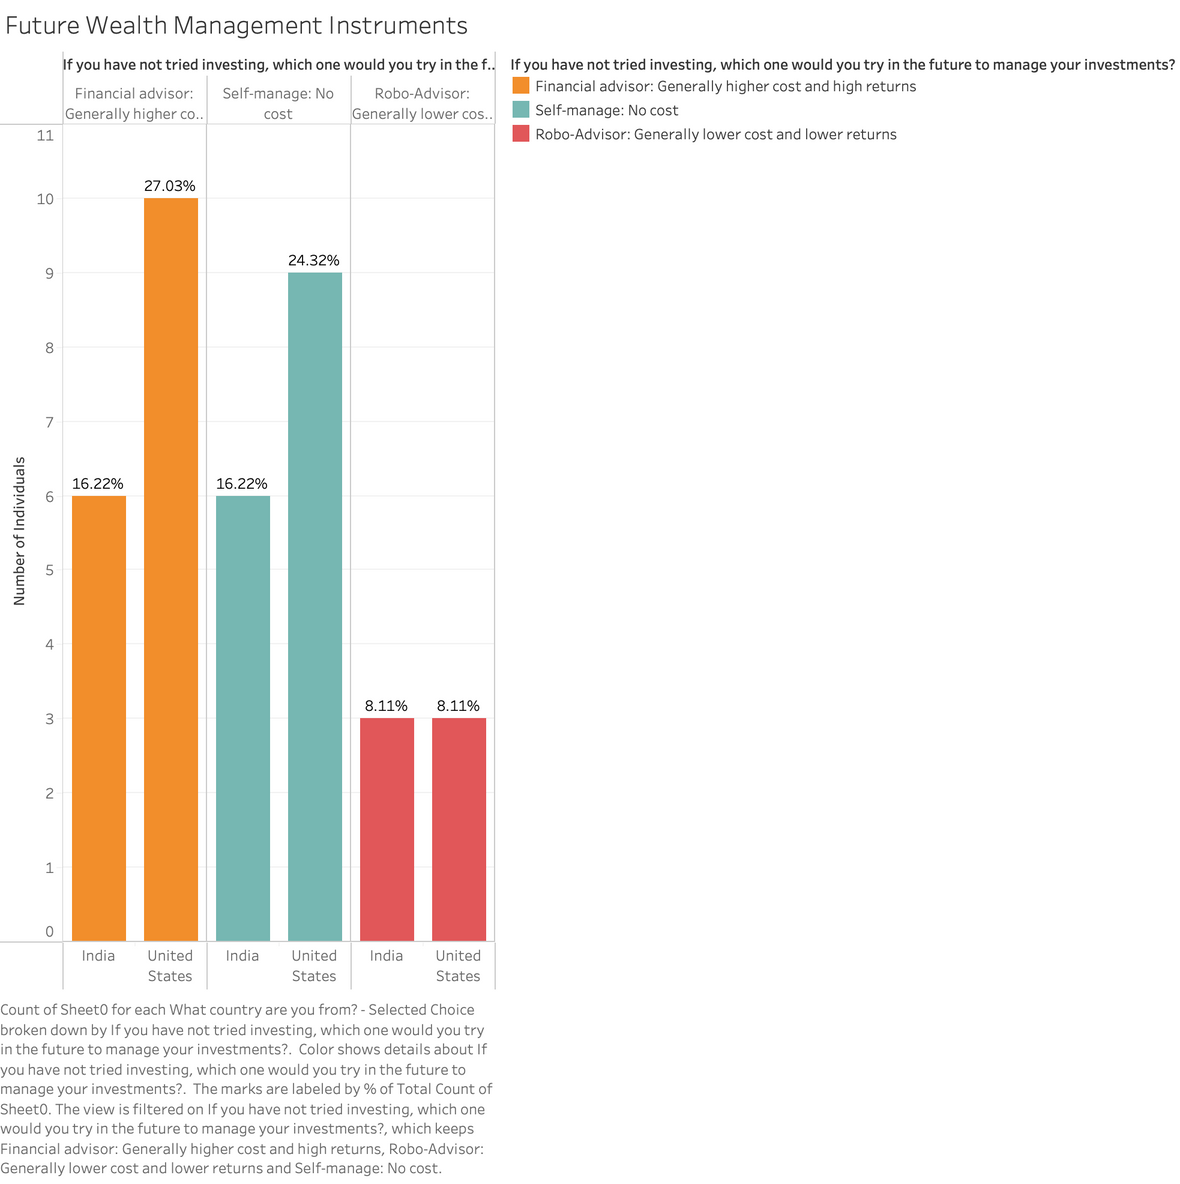 Future Wealth Management Instruments
If you have not tried investing, which one would you try in the f..
Financial advisor:
Generally higher co..
Self-manage: No
cost
Robo-Advisor:
Generally lower cos..
If you have not tried investing, which one would you try in the future to manage your investments?
Financial advisor: Generally higher cost and high returns
Self-manage: No cost
Robo-Advisor: Generally lower cost and lower returns
Number of Individuals
11
10
9
8
7
6
5
4
3
2
1
0
16.22%
27.03%
16.22%
24.32%
8.11%
8.11%
India
United
States
India
United
States
India
United
States
Count of Sheet0 for each What country are you from? - Selected Choice
broken down by If you have not tried investing, which one would you try
in the future to manage your investments?.  Color shows details about If
you have not tried investing, which one would you try in the future to
manage your investments?.  The marks are labeled by % of Total Count of
Sheet0. The view is filtered on If you have not tried investing, which one
would you try in the future to manage your investments?, which keeps
Financial advisor: Generally higher cost and high returns, Robo-Advisor:
Generally lower cost and lower returns and Self-manage: No cost.